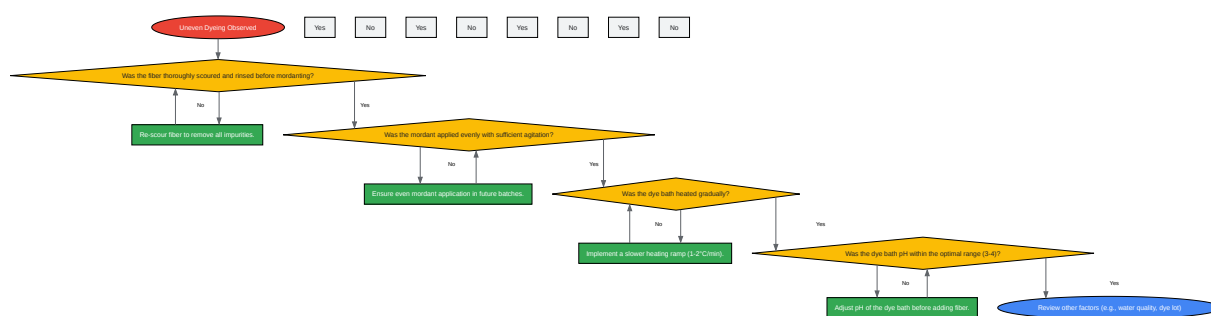 Uneven Dyeing Observed
Yes
No
Yes
No
Yes
No
Yes
No
Was the fiber thoroughly scoured and rinsed before mordanting?
No
Yes
Re-scour fiber to remove all impurities.
Was the mordant applied evenly with sufficient agitation?
No
Yes
Ensure even mordant application in future batches.
Was the dye bath heated gradually?
No
Yes
Implement a slower heating ramp (1-2°C/min).
Was the dye bath pH within the optimal range (3-4)?
No
Yes
Adjust pH of the dye bath before adding fiber.
Review other factors (e.g., water quality, dye lot)